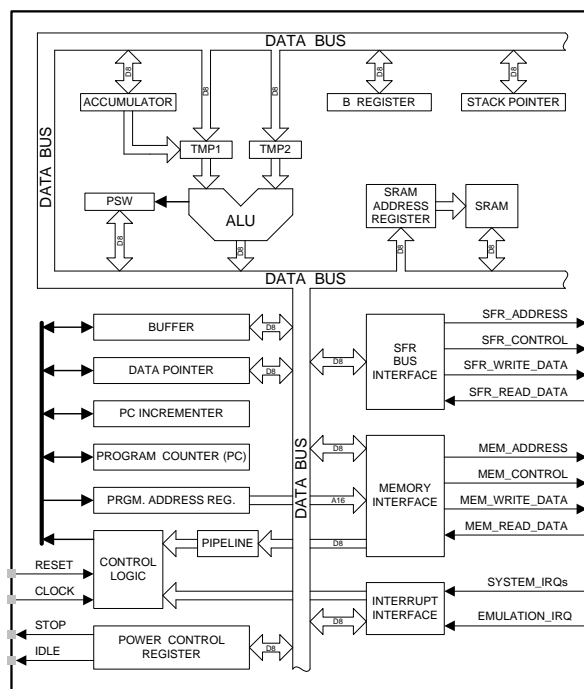 DATA BUS
D8
D8
D8
D8
D8
ACCUMULATOR
B REGISTER
STACK POINTER
DATA BUS
TMP1
TMP2
PSW
ALU
SRAM
ADDRESS
REGISTER
SRAM
D8
D8
D8
D8
DATA BUS
BUFFER
D8
DATA POINTER
D8
PC INCREMENTER
PROGRAM COUNTER (PC)
PRGM. ADDRESS REG.
A16
CONTROL
LOGIC
PIPELINE
D8
RESET
CLOCK
STOP
IDLE
POWER CONTROL
REGISTER
D8
DATA BUS
D8
SFR
BUS
INTERFACE
SFR_ADDRESS
SFR_CONTROL
SFR_WRITE_DATA
SFR_READ_DATA
D8
MEMORY
INTERFACE
MEM_ADDRESS
MEM_CONTROL
MEM_WRITE_DATA
MEM_READ_DATA
D8
INTERRUPT
INTERFACE
SYSTEM_IRQs
EMULATION_IRQ